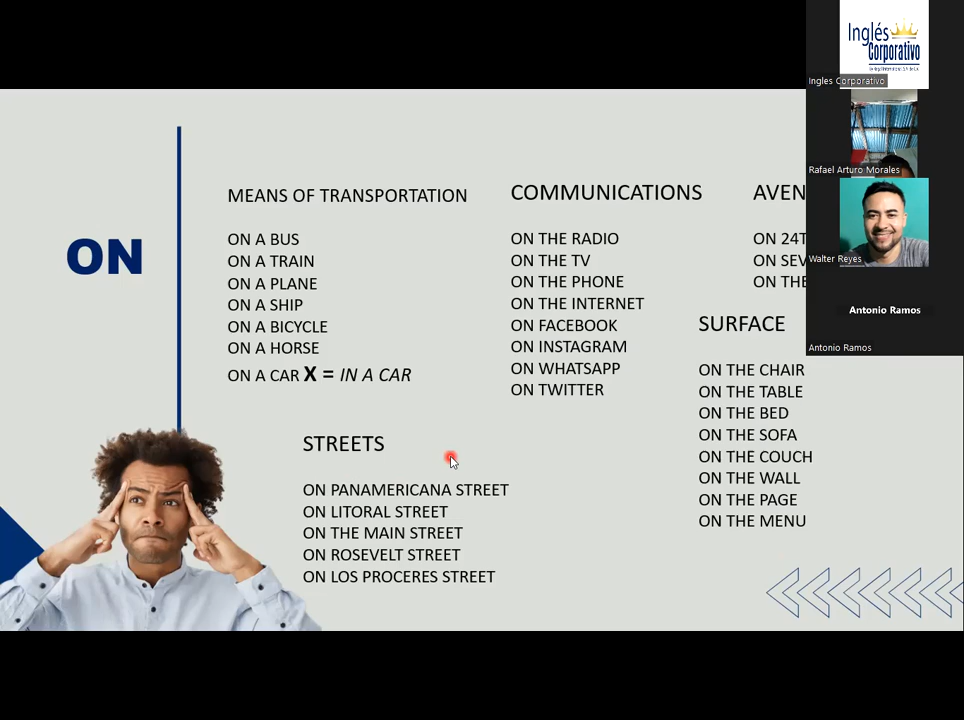 ON
MEANS OF TRANSPORTATION
ON A BUS
ON A TRAIN
ON A PLANE
ON A SHIP
ON A BICYCLE
ON A HORSE
ON A CAR X = IN A CAR
COMMUNICATIONS
ON THE RADIO
ON THE TV
ON THE PHONE
ON THE INTERNET
ON FACEBOOK
ON INSTAGRAM
ON WHATSAPP
ON TWITTER
AVEN
ON 24T
ON SEV
ON THE
SURFACE
ON THE CHAIR
ON THE TABLE
ON THE BED
ON THE SOFA
ON THE COUCH
ON THE WALL
ON THE PAGE
ON THE MENU
STREETS
ON PANAMERICANA STREET
ON LITORAL STREET
ON THE MAIN STREET
ON ROSEVELT STREET
ON LOS PROCERES STREET
Inglés
Corporativo
Ingles Corporativo
Rafael Arturo Morales
Walter Reyes
Antonio Ramos
Antonio Ramos